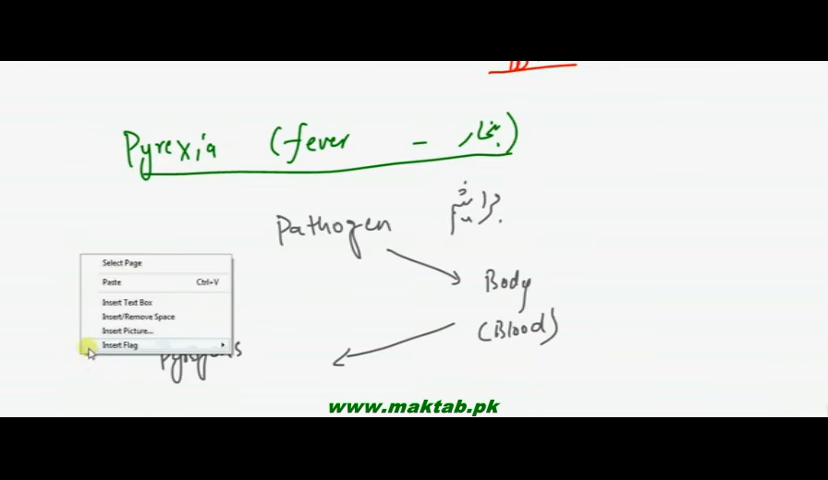 Pyrexia (fever - بخار)
Pathogen جراثیم
Body
(Blood)
Select Page
Paste Ctrl+V
Insert Text Box
Insert/Remove Space
Insert Picture...
Insert Flag
www.maktab.pk